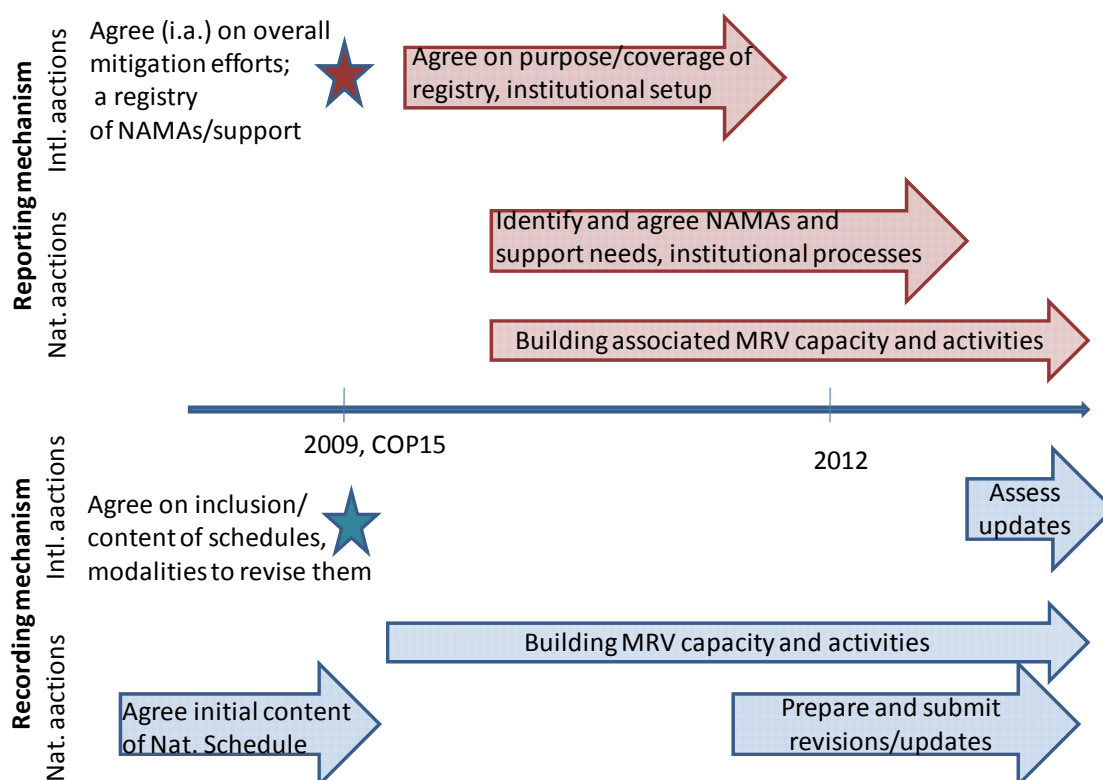 Reporting mechanism
Intl. aactions
Agree (i.a.) on overall
mitigation efforts;
a registry
of NAMAs/support
Agree on purpose/coverage of
registry, institutional setup
Nat. aactions
Identify and agree NAMAs and
support needs, institutional processes
Building associated MRV capacity and activities
2009, COP15
2012
Recording mechanism
Intl. aactions
Agree on inclusion/
content of schedules,
modalities to revise them
Assess
updates
Nat. aactions
Building MRV capacity and activities
Agree initial content
of Nat. Schedule
Prepare and submit
revisions/updates